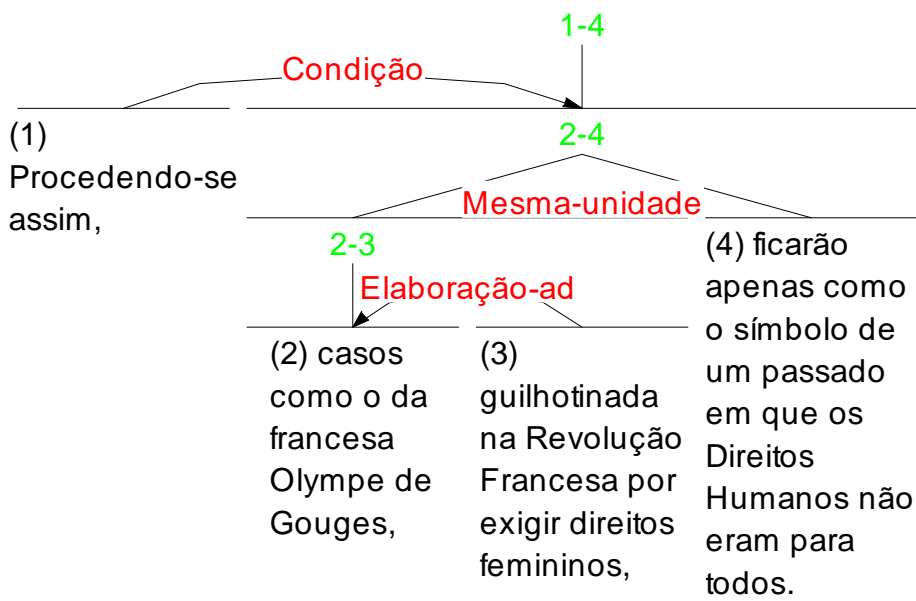 1-4
Condição
(1)
Procedendo-se
assim,
2-4
Mesma-unidade
2-3
Elaboração-ad
(2) casos
como o da
francesa
Olympe de
Gouges,
(3)
guilhotinada
na Revolução
Francesa por
exigir direitos
femininos,
(4) ficarão
apenas como
o símbolo de
um passado
em que os
Direitos
Humanos não
eram para
todos.